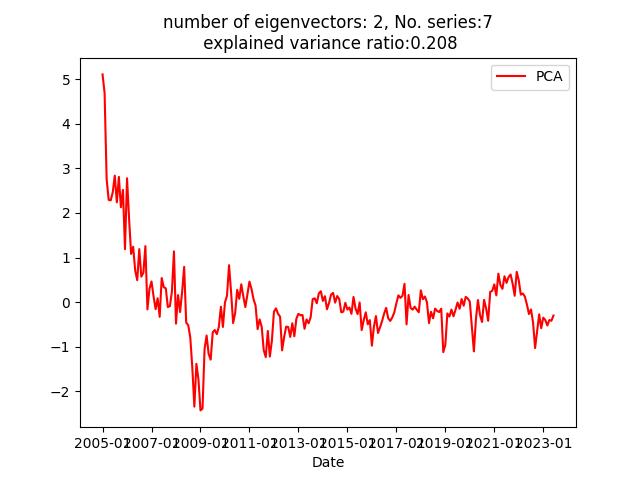 number of eigenvectors: 2, No. series:7
explained variance ratio:0.208
PCA
5
4
3
2
1
0
−1
−2
2005-01 2007-01 2009-01 2011-01 2013-01 2015-01 2017-01 2019-01 2021-01 2023-01
Date